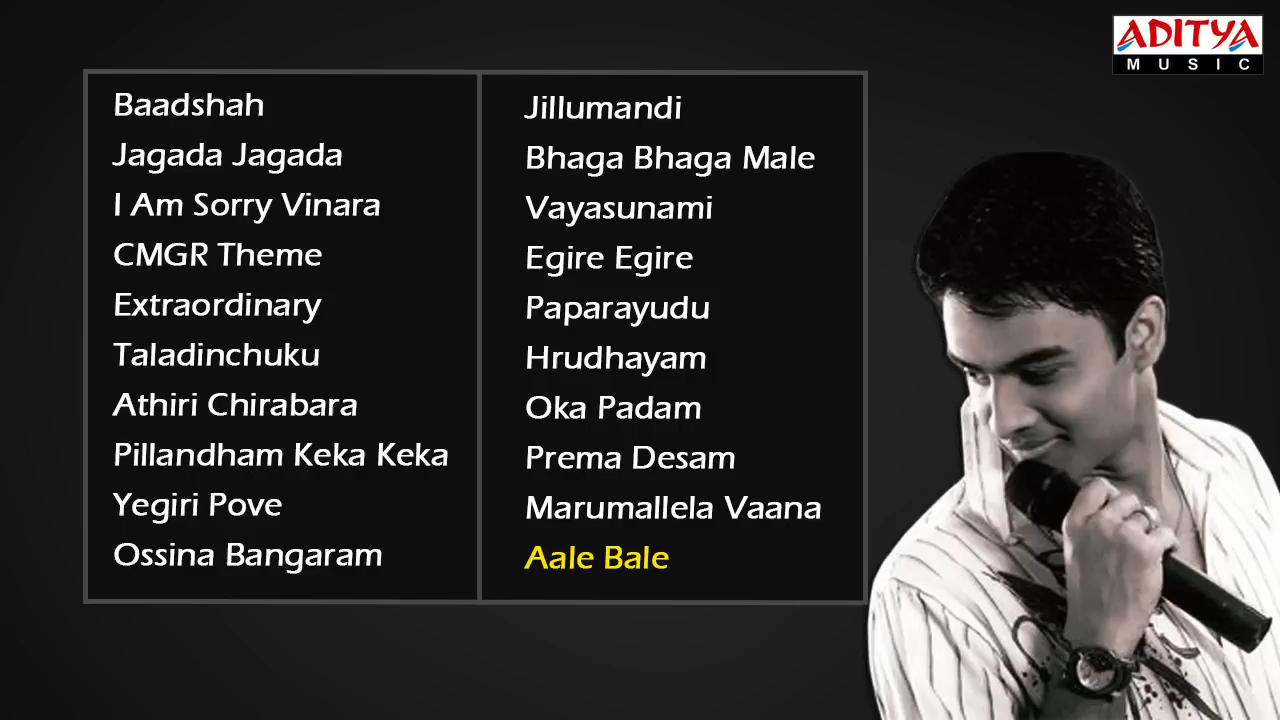 ADITYA
MUSIC
Baadshah
Jagada Jagada
I Am Sorry Vinara
CMGR Theme
Extraordinary
Taladinchuku
Athiri Chirabara
Pillandham Keka Keka
Yegiri Pove
Ossina Bangaram
Jillumandi
Bhaga Bhaga Male
Vayasunami
Egire Egire
Paparayudu
Hrudhayam
Oka Padam
Prema Desam
Marumallela Vaana
Aale Bale